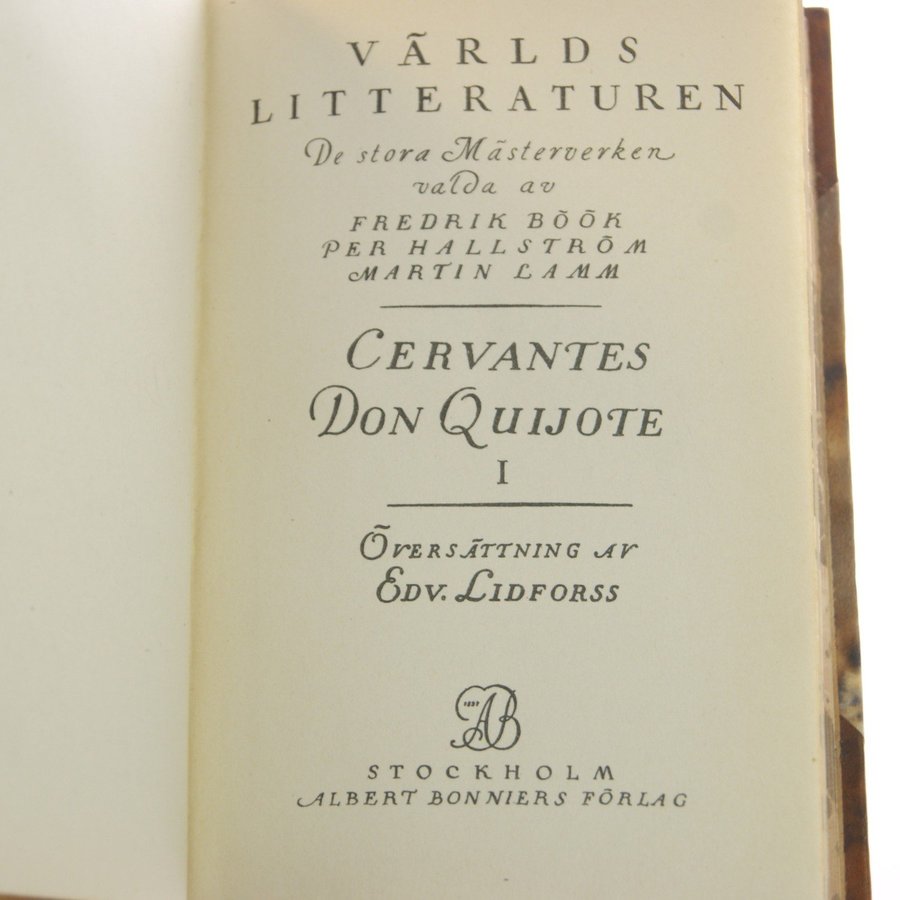 VÄRLDS
LITTERATUREN
De stora Mästerverken
valda av
FREDRIK BÖÖK
PER HALLSTRÖM
MARTIN LAMM
CERVANTES
DON QUIJOTE
I
ÖVERSÄTTNING AV
EDV. LIDFORSS
AB
STOCKHOLM
ALBERT BONNIERS FÖRLAG